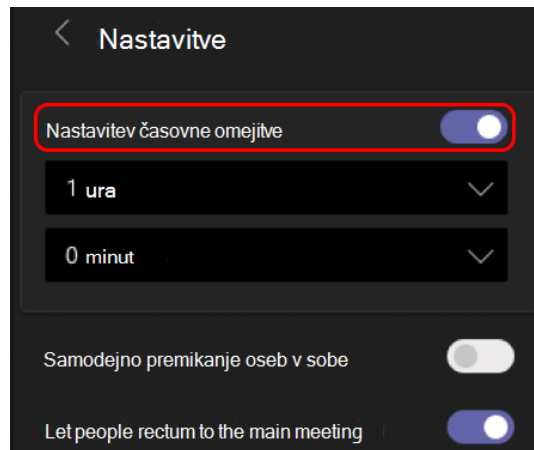 Nastavitve
Nastavitev časovne omejitve
1 ura
0 minut
Samodejno premikanje oseb v sobe
Let people rectum to the main meeting